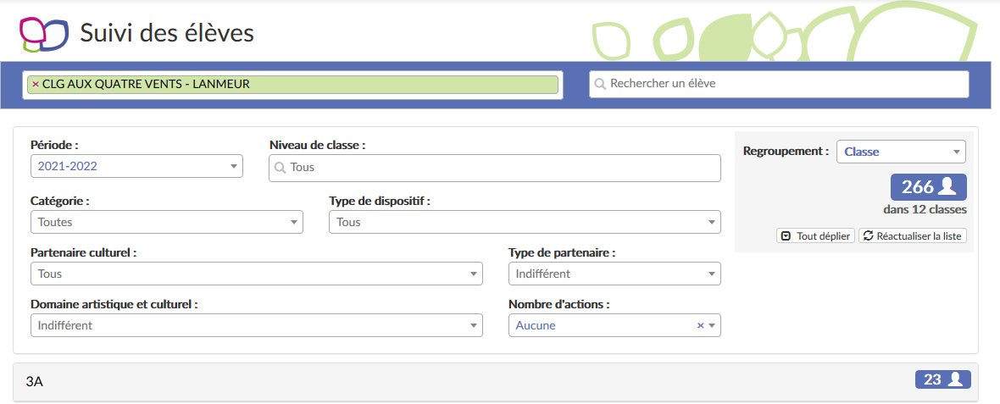 Suivi des élèves
× CLG AUX QUATRE VENTS - LANMEUR
Rechercher un élève
Période :
2021-2022
Niveau de classe :
Tous
Regroupement :
Classe
266
dans 12 classes
Tout déplier
Réactualiser la liste
Catégorie :
Toutes
Type de dispositif :
Tous
Partenaire culturel :
Tous
Type de partenaire :
Indifférent
Domaine artistique et culturel :
Indifférent
Nombre d'actions :
Aucune ×
3A
23